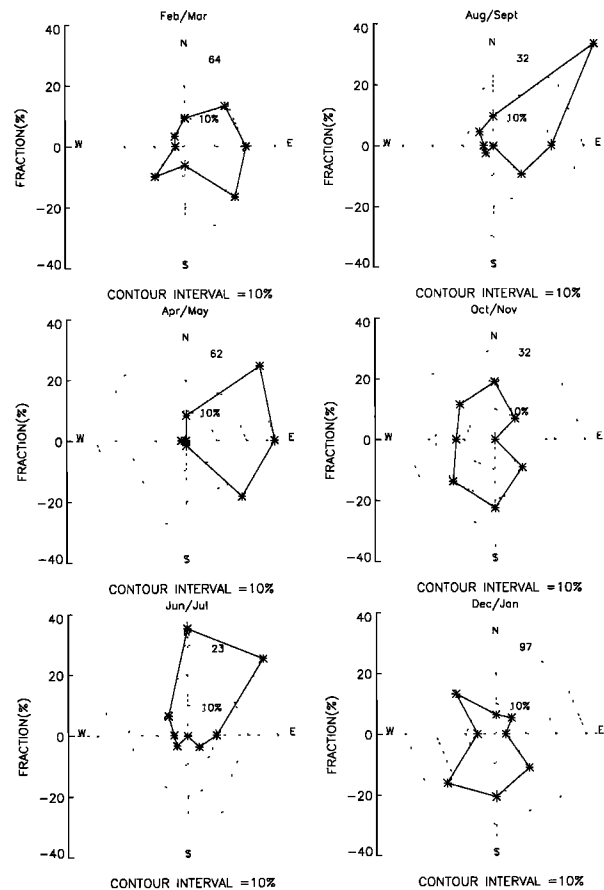 Feb/Mar
40
20
0
−20
−40
FRACTION(%)
N
64
10%
W
E
S
CONTOUR INTERVAL =10%
Aug/Sept
40
20
0
−20
−40
FRACTION(%)
N
32
10%
W
E
S
CONTOUR INTERVAL =10%
Apr/May
40
20
0
−20
−40
FRACTION(%)
N
62
10%
W
E
S
CONTOUR INTERVAL =10%
Oct/Nov
40
20
0
−20
−40
FRACTION(%)
N
32
10%
W
E
S
CONTOUR INTERVAL =10%
Jun/Jul
40
20
0
−20
−40
FRACTION(%)
N
23
10%
W
E
S
CONTOUR INTERVAL =10%
Dec/Jan
40
20
0
−20
−40
FRACTION(%)
N
97
10%
W
E
S
CONTOUR INTERVAL =10%